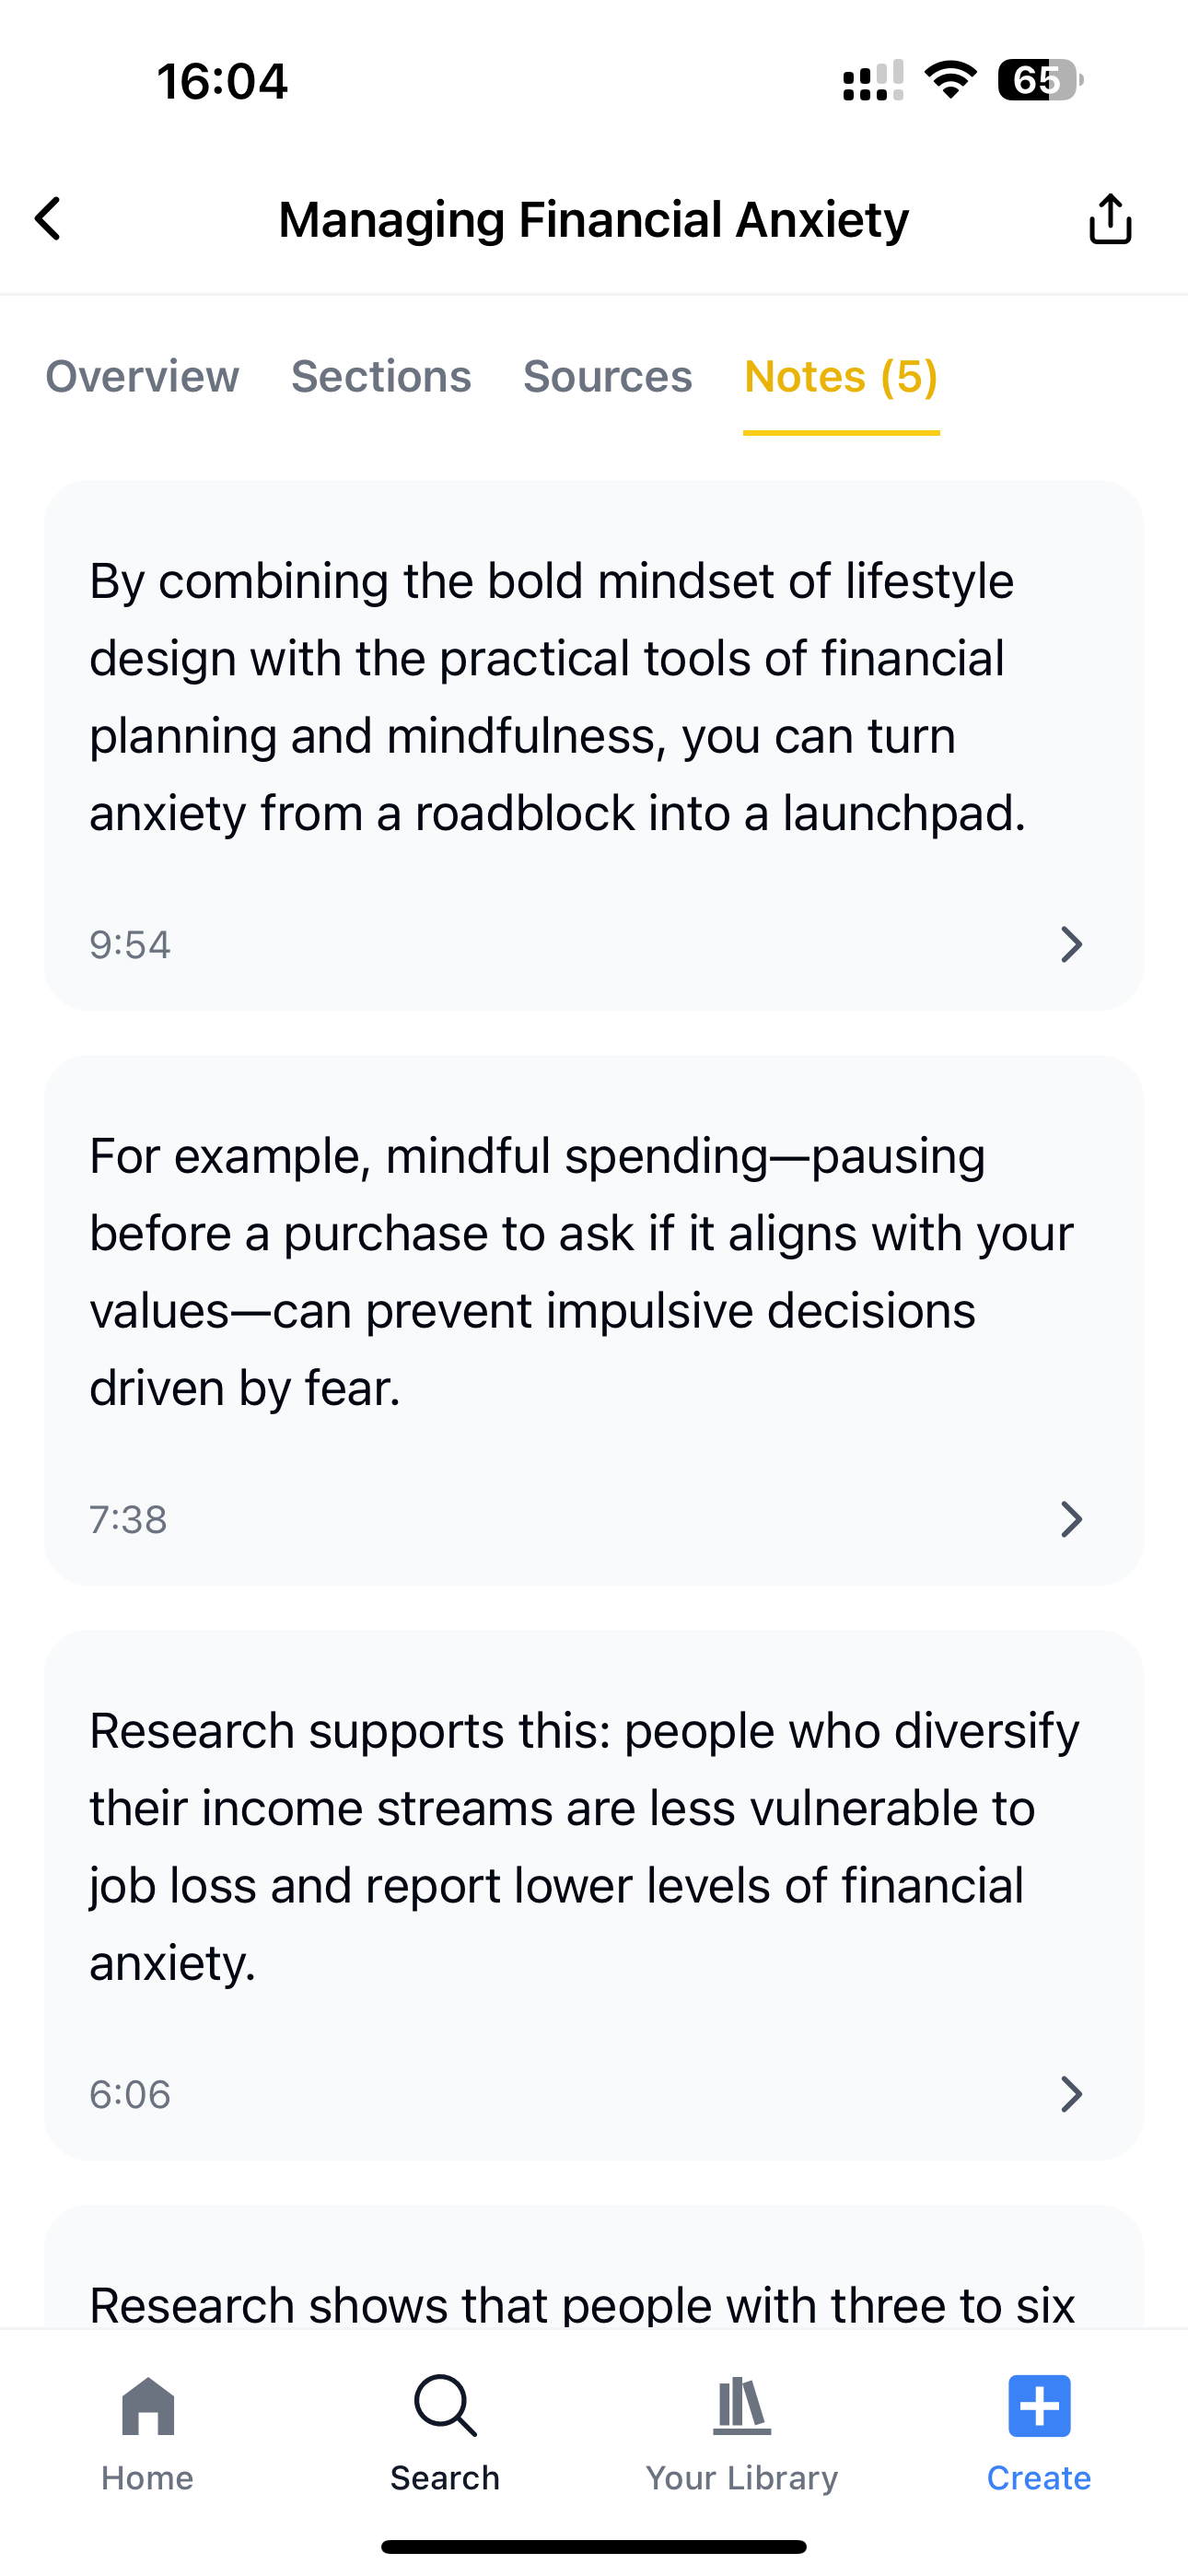 16:04
65
Managing Financial Anxiety
Overview Sections Sources Notes (5)
By combining the bold mindset of lifestyle
design with the practical tools of financial
planning and mindfulness, you can turn
anxiety from a roadblock into a launchpad.
9:54
For example, mindful spending—pausing
before a purchase to ask if it aligns with your
values—can prevent impulsive decisions
driven by fear.
7:38
Research supports this: people who diversify
their income streams are less vulnerable to
job loss and report lower levels of financial
anxiety.
6:06
Research shows that people with three to six
Home Search Your Library Create